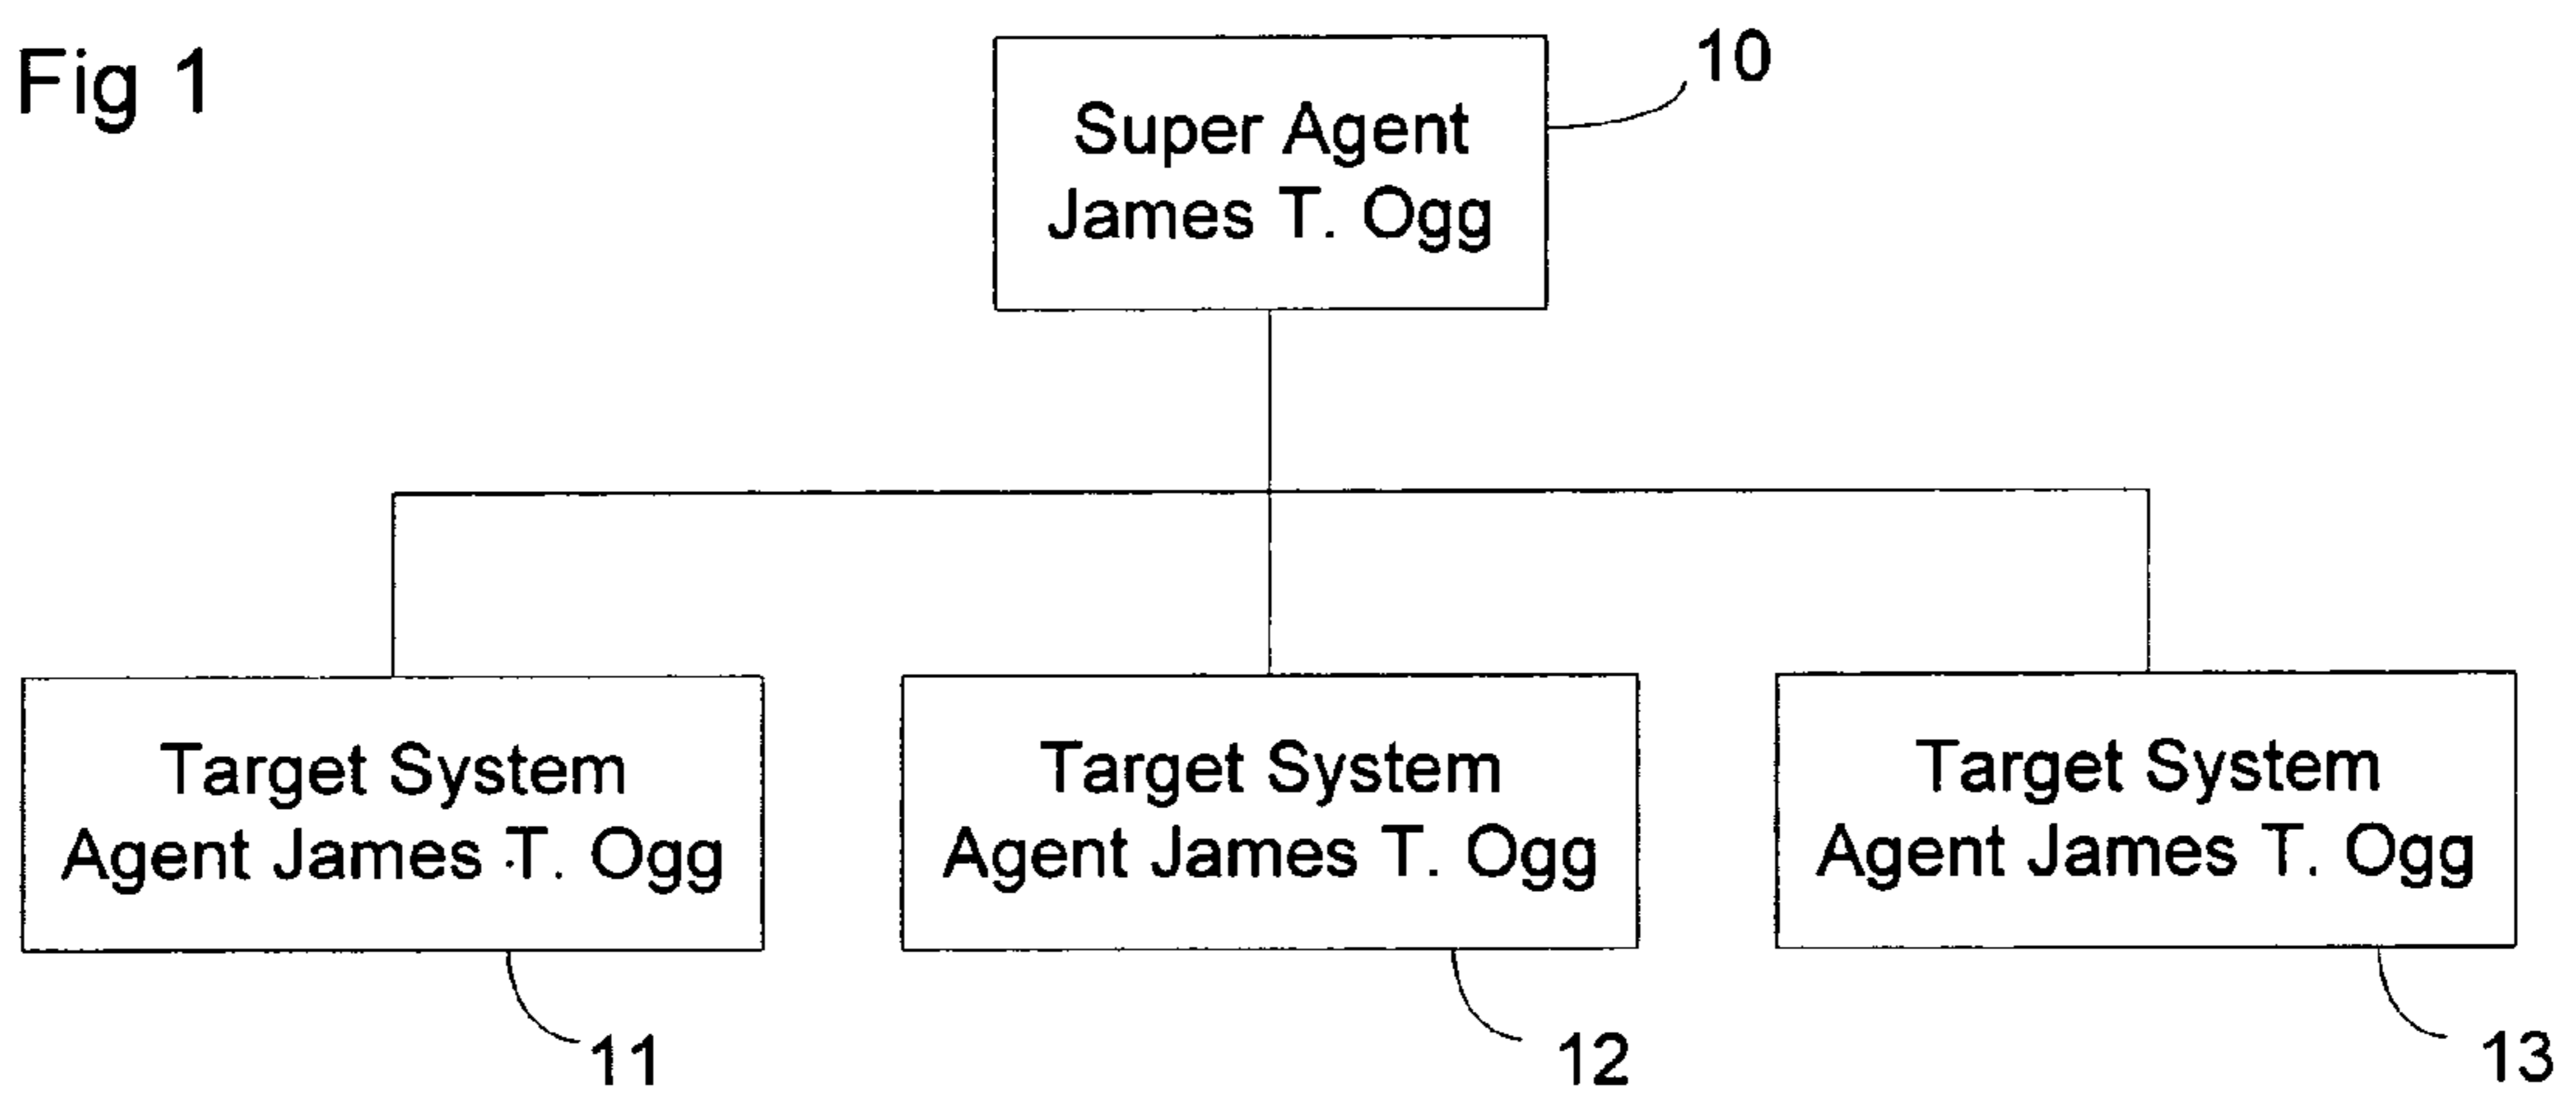 Fig 1
10
Super Agent
James T. Ogg
Target System
Agent James T. Ogg
11
Target System
Agent James T. Ogg
12
Target System
Agent James T. Ogg
13